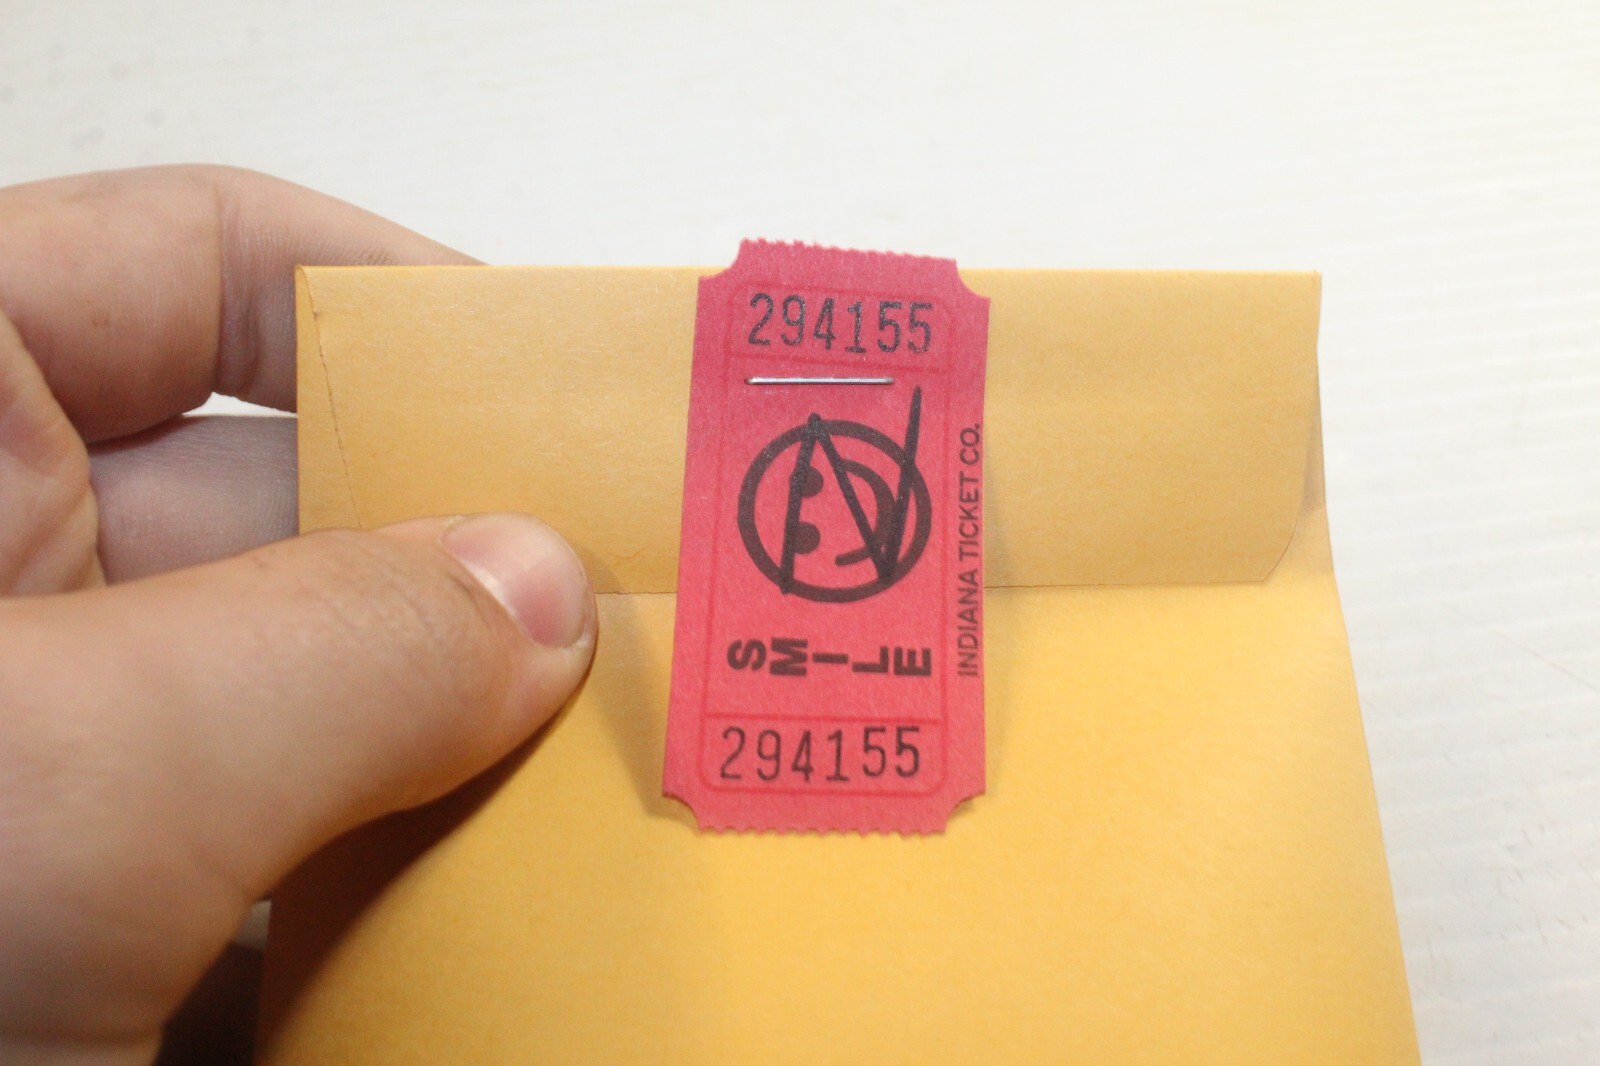 294155
N
SMILE
INDIANA TICKET CO.
294155